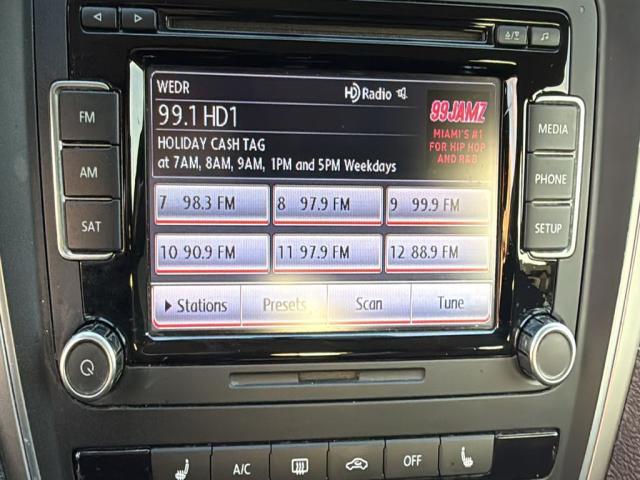 WEDR
HD Radio
99.1 HD1
99JAMZ
MIAMI'S #1
FOR HIP HOP
AND R&B
HOLIDAY CASH TAG
at 7AM, 8AM, 9AM, 1PM and 5PM Weekdays
7 98.3 FM
8 97.9 FM
9 99.9 FM
10 90.9 FM
11 97.9 FM
12 88.9 FM
Stations
Presets
Scan
Tune
FM
AM
SAT
MEDIA
PHONE
SETUP
A/C
OFF